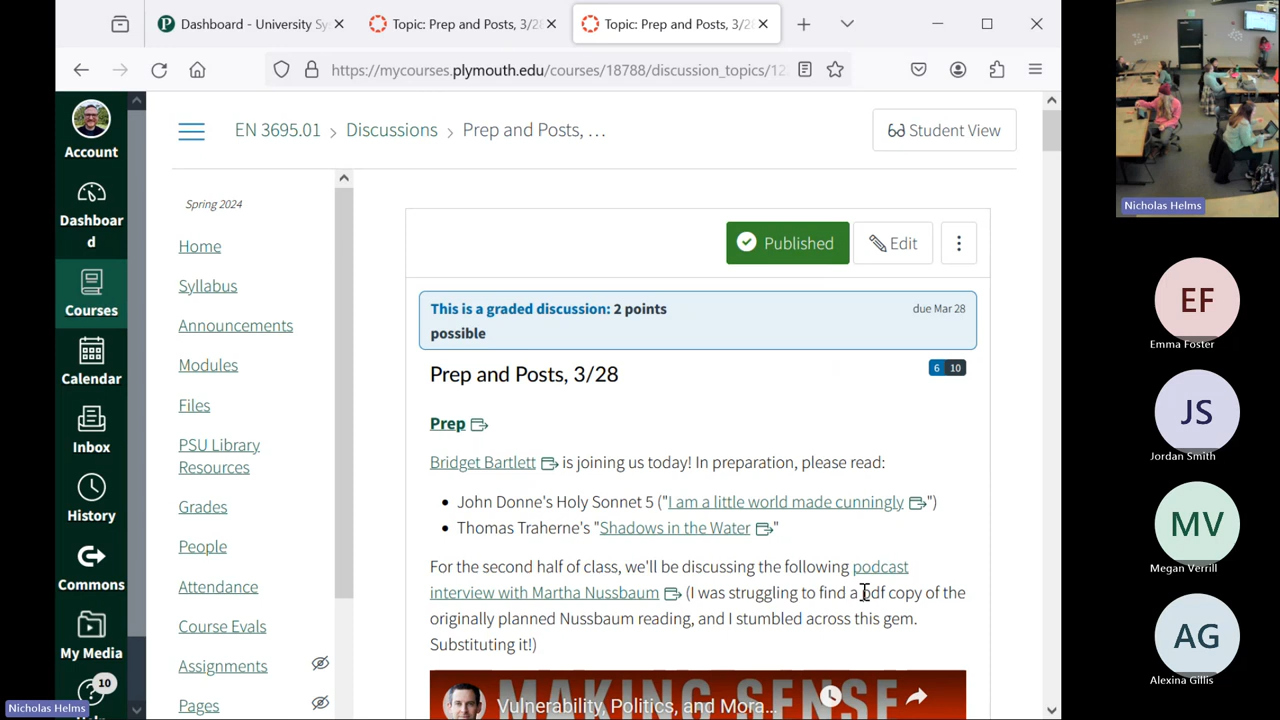 Dashboard - University Sy
Topic: Prep and Posts, 3/28
Topic: Prep and Posts, 3/28
https://mycourses.plymouth.edu/courses/18788/discussion_topics/12
Account
Dashboar
d
Courses
Calendar
Inbox
History
Commons
My Media
10
Help
Nicholas Helms
EN 3695.01 > Discussions > Prep and Posts, …
Student View
Spring 2024
Home
Syllabus
Announcements
Modules
Files
PSU Library
Resources
Grades
People
Attendance
Course Evals
Assignments
Pages
Published
Edit
This is a graded discussion: 2 points
possible
due Mar 28
Prep and Posts, 3/28
6 10
Prep
Bridget Bartlett is joining us today! In preparation, please read:
• John Donne's Holy Sonnet 5 ("I am a little world made cunningly")
• Thomas Traherne's "Shadows in the Water"
For the second half of class, we'll be discussing the following podcast
interview with Martha Nussbaum (I was struggling to find a pdf copy of the
originally planned Nussbaum reading, and I stumbled across this gem.
Substituting it!)
MAKING SENSE
Vulnerability, Politics, and Mora...
Nicholas Helms
EF
Emma Foster
JS
Jordan Smith
MV
Megan Verrill
AG
Alexina Gillis